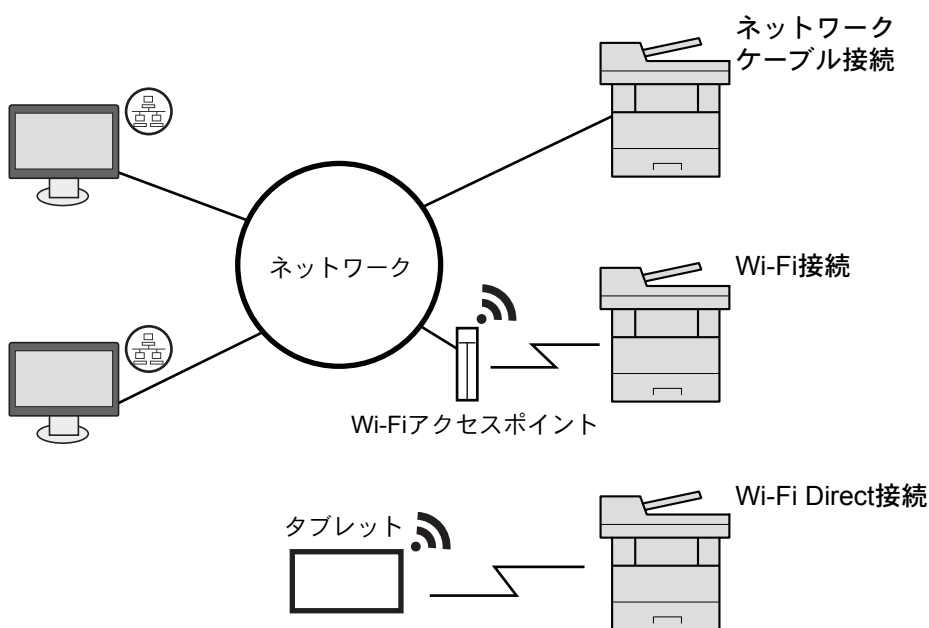 ネットワーク
ケーブル接続
ネットワーク
Wi-Fi接続
Wi-Fiアクセスポイント
Wi-Fi Direct接続
タブレット